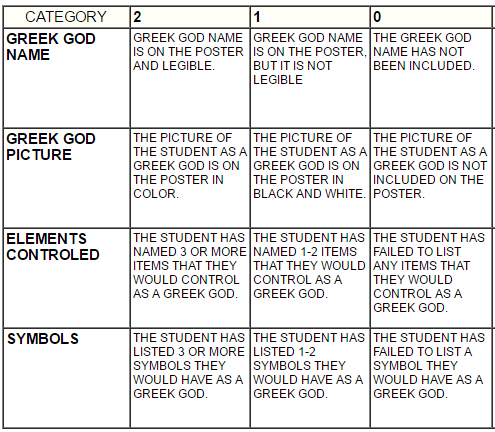 CATEGORY 2 1 0
GREEK GOD NAME
GREEK GOD NAME IS ON THE POSTER AND LEGIBLE.
GREEK GOD NAME IS ON THE POSTER, BUT IT IS NOT LEGIBLE
THE GREEK GOD NAME HAS NOT BEEN INCLUDED.
GREEK GOD PICTURE
THE PICTURE OF THE STUDENT AS A GREEK GOD IS ON THE POSTER IN COLOR.
THE PICTURE OF THE STUDENT AS A GREEK GOD IS ON THE POSTER IN BLACK AND WHITE.
THE PICTURE OF THE STUDENT AS A GREEK GOD IS NOT INCLUDED ON THE POSTER.
ELEMENTS CONTROLED
THE STUDENT HAS NAMED 3 OR MORE ITEMS THAT THEY WOULD CONTROL AS A GREEK GOD.
THE STUDENT HAS NAMED 1-2 ITEMS THAT THEY WOULD CONTROL AS A GREEK GOD.
THE STUDENT HAS FAILED TO LIST ANY ITEMS THAT THEY WOULD CONTROL AS A GREEK GOD.
SYMBOLS
THE STUDENT HAS LISTED 3 OR MORE SYMBOLS THEY WOULD HAVE AS A GREEK GOD.
THE STUDENT HAS LISTED 1-2 SYMBOLS THEY WOULD HAVE AS A GREEK GOD.
THE STUDENT HAS FAILED TO LIST A SYMBOL THEY WOULD HAVE AS A GREEK GOD.